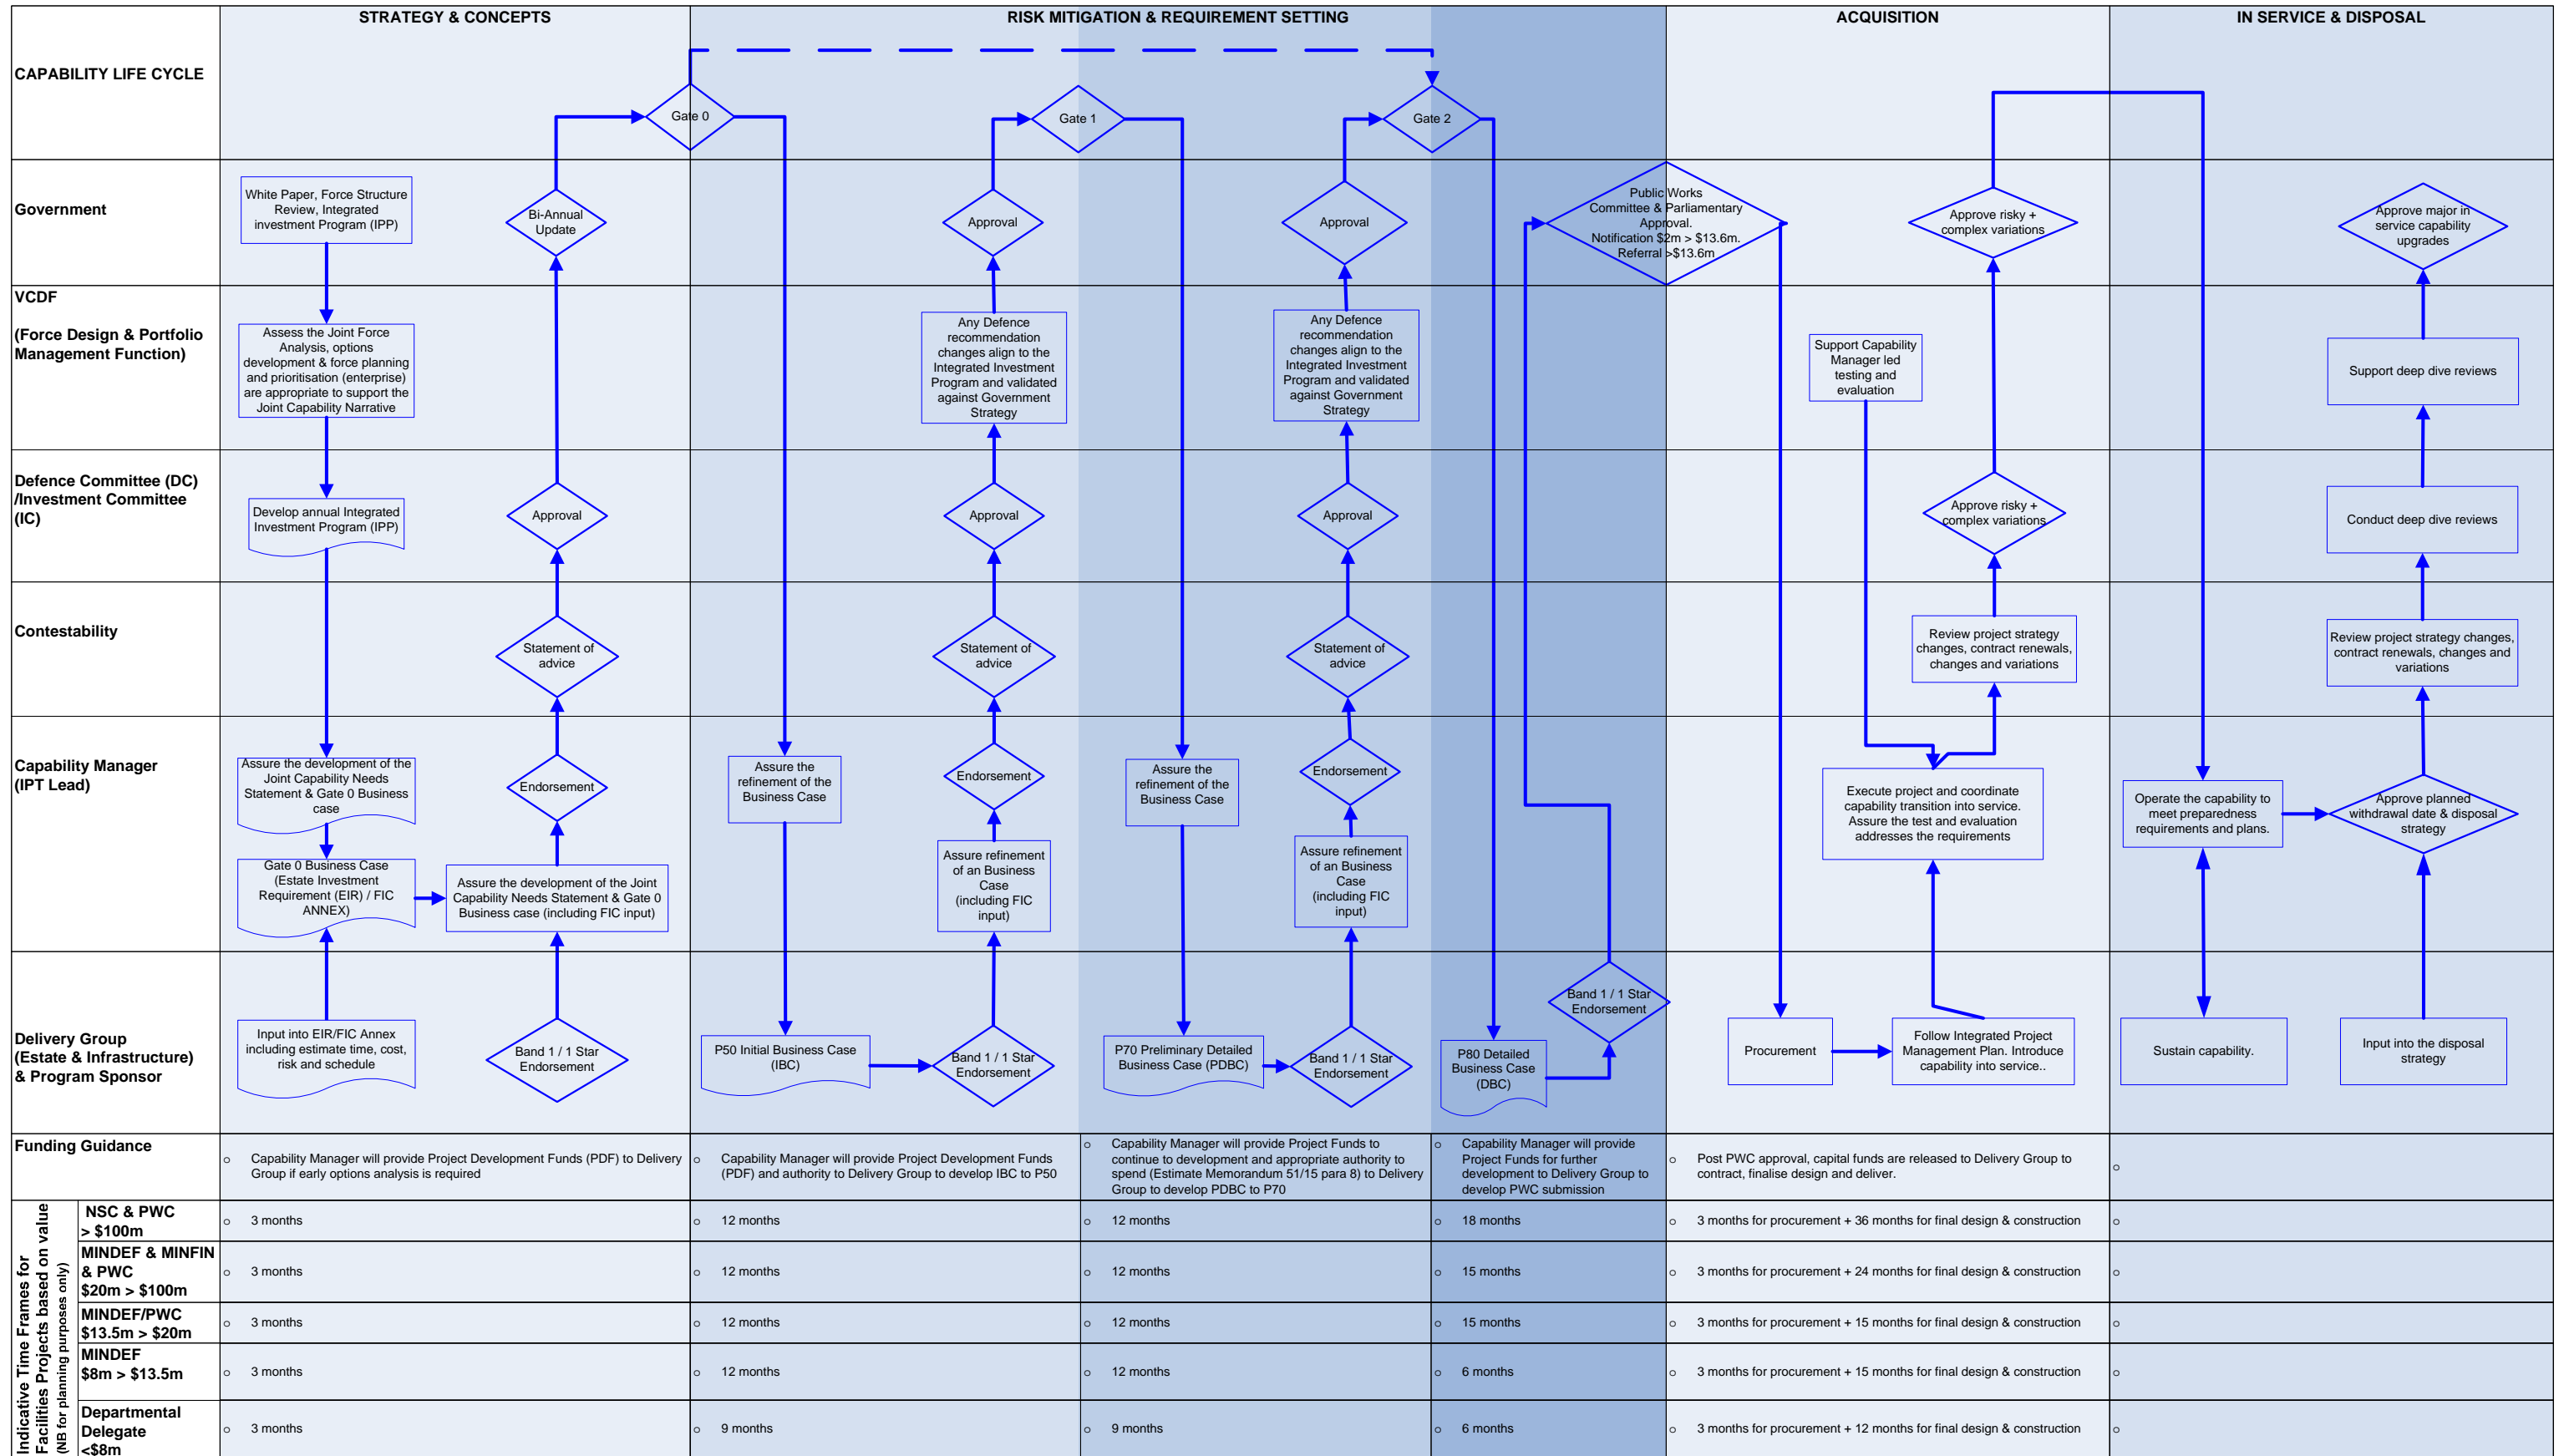 STRATEGY & CONCEPTS
RISK MITIGATION & REQUIREMENT SETTING
ACQUISITION
IN SERVICE & DISPOSAL
CAPABILITY LIFE CYCLE
Gate 0
Gate 1
Gate 2
Government
White Paper, Force Structure
Review, Integrated
investment Program (IPP)
Bi-Annual
Update
Approval
Approval
Public Works
Committee & Parliamentary
Approval.
Notification $2m > $13.6m.
Referral >$13.6m
Approve risky +
complex variations
Approve major in
service capability
upgrades
VCDF
(Force Design & Portfolio
Management Function)
Assess the Joint Force
Analysis, options
development & force planning
and prioritisation (enterprise)
are appropriate to support the
Joint Capability Narrative
Any Defence
recommendation
changes align to the
Integrated Investment
Program and validated
against Government
Strategy
Any Defence
recommendation
changes align to the
Integrated Investment
Program and validated
against Government
Strategy
Support Capability
Manager led
testing and
evaluation
Support deep dive reviews
Defence Committee (DC)
/Investment Committee
(IC)
Develop annual Integrated
Investment Program (IPP)
Approval
Approval
Approval
Approve risky +
complex variations
Conduct deep dive reviews
Contestability
Statement of
advice
Statement of
advice
Statement of
advice
Review project strategy
changes, contract renewals,
changes and variations
Review project strategy changes,
contract renewals, changes and
variations
Capability Manager
(IPT Lead)
Assure the development of the
Joint Capability Needs
Statement & Gate 0 Business
case
Gate 0 Business Case
(Estate Investment
Requirement (EIR) / FIC
ANNEX)
Endorsement
Assure the development of the Joint
Capability Needs Statement & Gate 0
Business case (including FIC input)
Assure the
refinement of the
Business Case
Endorsement
Assure refinement
of an Business
Case
(including FIC
input)
Assure the
refinement of the
Business Case
Endorsement
Assure refinement
of an Business
Case
(including FIC
input)
Execute project and coordinate
capability transition into service.
Assure the test and evaluation
addresses the requirements
Operate the capability to
meet preparedness
requirements and plans.
Approve planned
withdrawal date & disposal
strategy
Delivery Group
(Estate & Infrastructure)
& Program Sponsor
Input into EIR/FIC Annex
including estimate time, cost,
risk and schedule
Band 1 / 1 Star
Endorsement
P50 Initial Business Case
(IBC)
Band 1 / 1 Star
Endorsement
P70 Preliminary Detailed
Business Case (PDBC)
Band 1 / 1 Star
Endorsement
P80 Detailed
Business Case
(DBC)
Band 1 / 1 Star
Endorsement
Procurement
Follow Integrated Project
Management Plan. Introduce
capability into service..
Sustain capability.
Input into the disposal
strategy
Funding Guidance
o Capability Manager will provide Project Development Funds (PDF) to Delivery
Group if early options analysis is required
o Capability Manager will provide Project Development Funds
(PDF) and authority to Delivery Group to develop IBC to P50
o Capability Manager will provide Project Funds to
continue to development and appropriate authority to
spend (Estimate Memorandum 51/15 para 8) to Delivery
Group to develop PDBC to P70
o Capability Manager will provide
Project Funds for further
development to Delivery Group to
develop PWC submission
o Post PWC approval, capital funds are released to Delivery Group to
contract, finalise design and deliver.
o
Indicative Time Frames for
Facilities Projects based on value
(NB for planning purposes only)
NSC & PWC
> $100m
o 3 months
o 12 months
o 12 months
o 18 months
o 3 months for procurement + 36 months for final design & construction
o
MINDEF & MINFIN
& PWC
$20m > $100m
o 3 months
o 12 months
o 12 months
o 15 months
o 3 months for procurement + 24 months for final design & construction
o
MINDEF/PWC
$13.5m > $20m
o 3 months
o 12 months
o 12 months
o 15 months
o 3 months for procurement + 15 months for final design & construction
o
MINDEF
$8m > $13.5m
o 3 months
o 12 months
o 12 months
o 6 months
o 3 months for procurement + 15 months for final design & construction
o
Departmental
Delegate
<$8m
o 3 months
o 9 months
o 9 months
o 6 months
o 3 months for procurement + 12 months for final design & construction
o